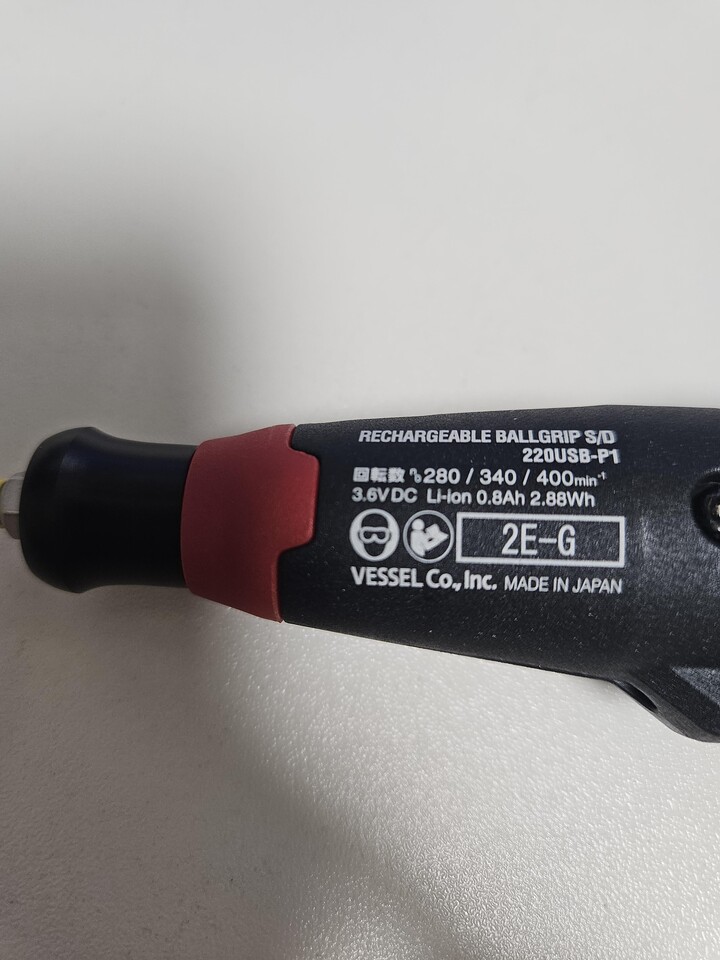 RECHARGEABLE BALLGRIP S/D
220USB-P1
回転数 280 / 340 / 400min⁻¹
3.6V DC Li-ion 0.8Ah 2.88Wh
2E-G
VESSEL Co., Inc. MADE IN JAPAN